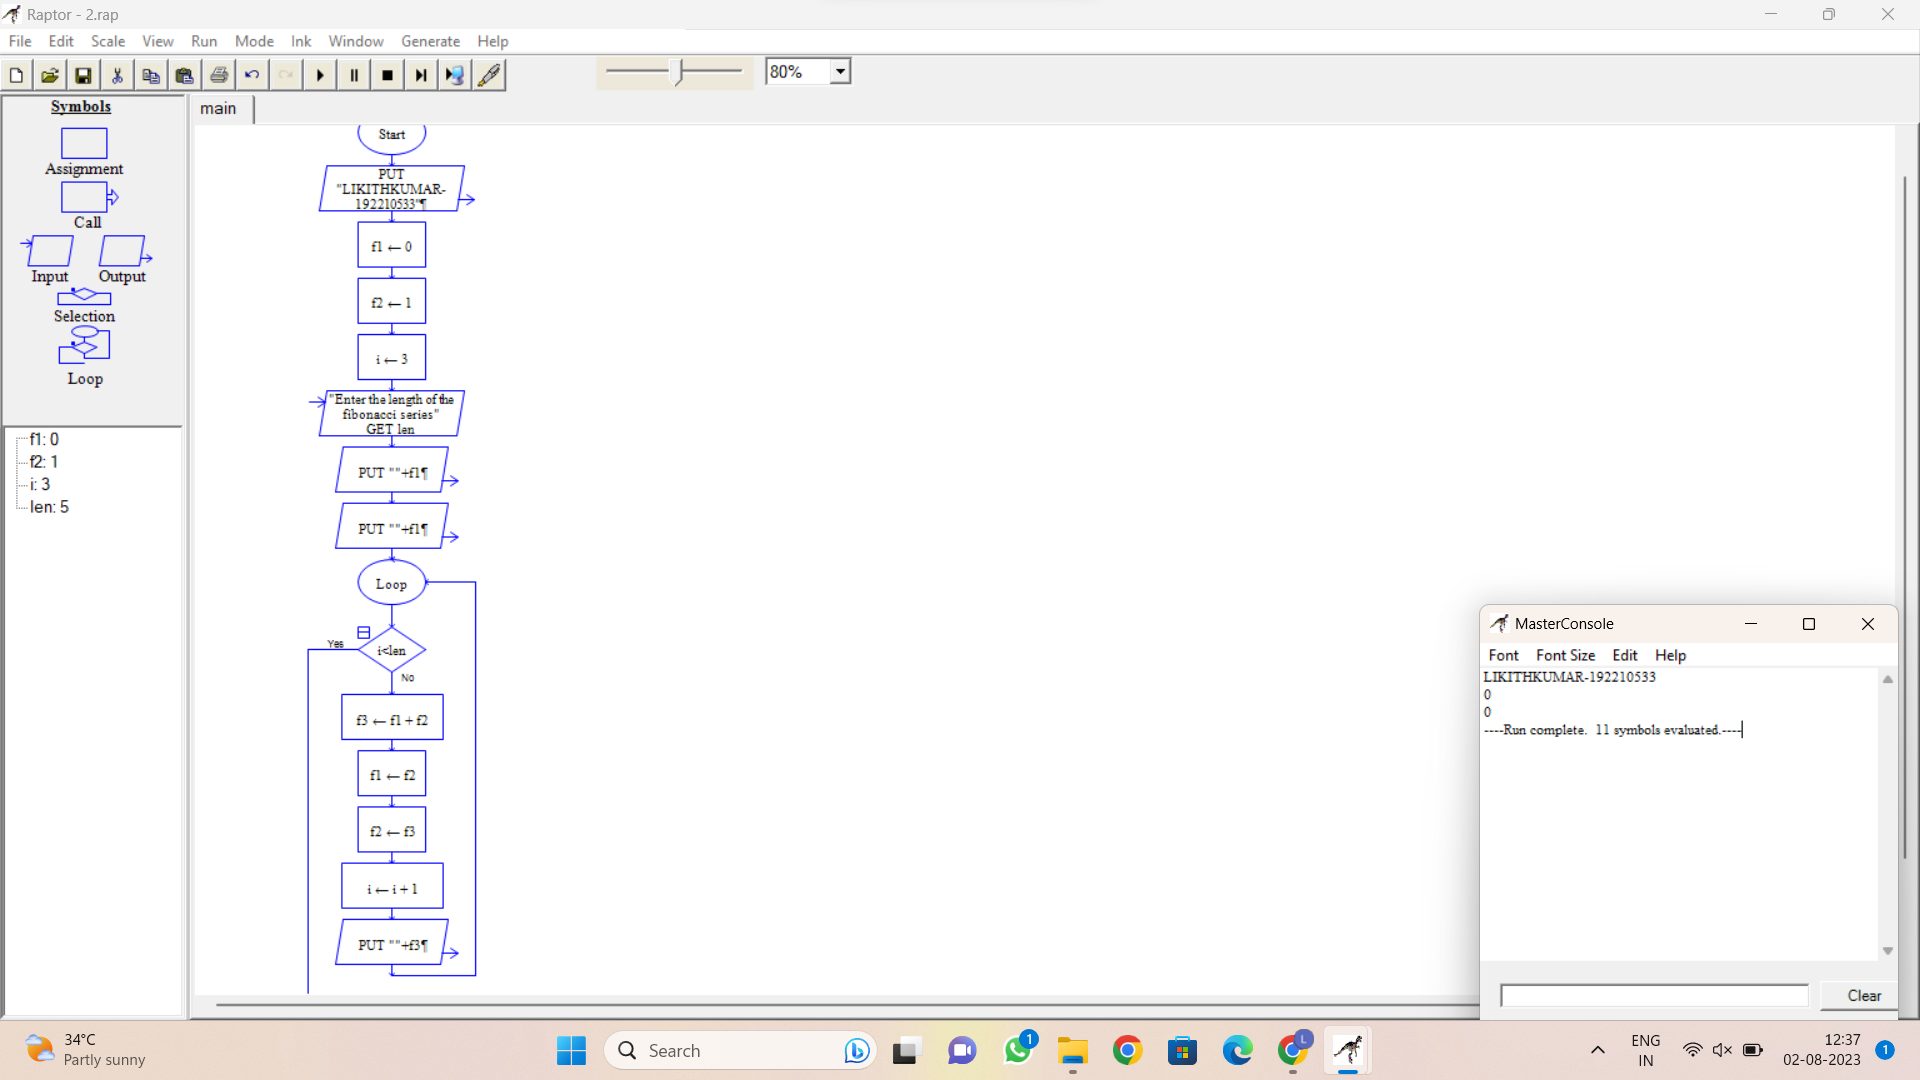 Raptor - 2.rap
File Edit Scale View Run Mode Ink Window Generate Help
80%
Symbols
Assignment
Call
Input Output
Selection
Loop
f1: 0
f2: 1
i: 3
len: 5
main
Start
PUT
"LIKITHKUMAR-
192210533"¶
f1 ← 0
f2 ← 1
i ← 3
"Enter the length of the
fibonacci series"
GET len
PUT ""+f1¶
PUT ""+f1¶
Loop
Yes
i<len
No
f3 ← f1 + f2
f1 ← f2
f2 ← f3
i ← i + 1
PUT ""+f3¶
MasterConsole
Font Font Size Edit Help
LIKITHKUMAR-192210533
0
0
----Run complete. 11 symbols evaluated.----
Clear
34°C
Partly sunny
Search
1
L
ENG
IN
12:37
02-08-2023
1